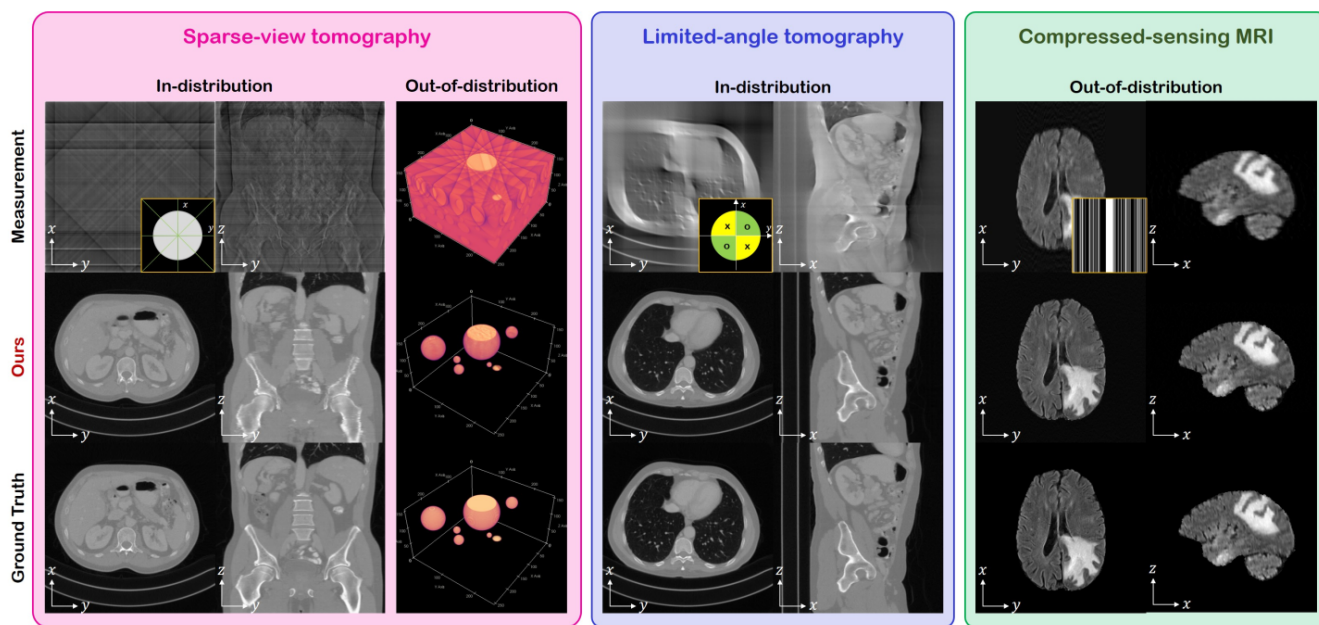 Sparse-view tomography
Limited-angle tomography
Compressed-sensing MRI
In-distribution
Out-of-distribution
In-distribution
Out-of-distribution
Measurement
x
y
x
y
z
x
y
x
y
X
O
O
X
z
x
x
y
z
x
Ours
x
y
z
y
x
y
z
x
x
y
z
x
Ground Truth
x
y
z
y
x
y
z
x
x
y
z
x